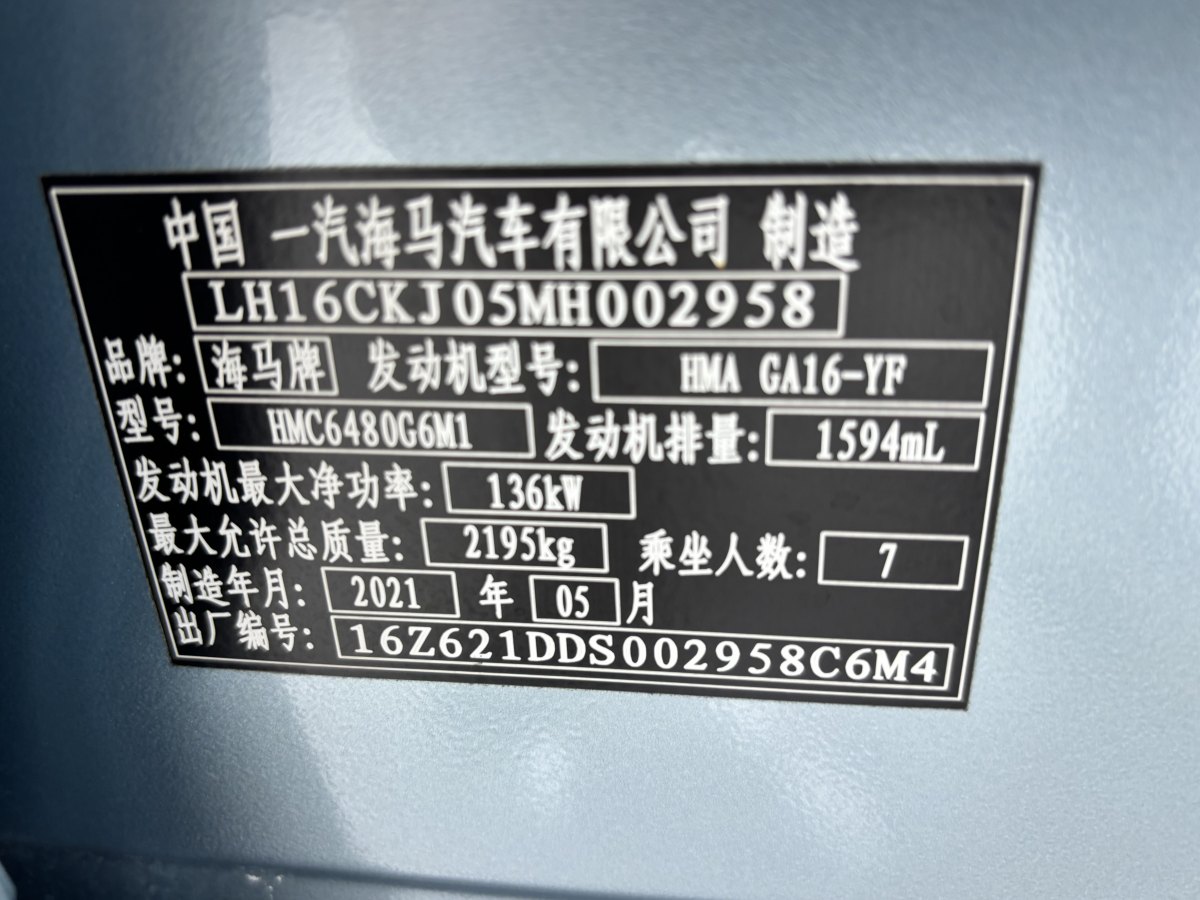 中国 一汽海马汽车有限公司 制造
LH16CKJ05MH002958
品牌: 海马牌 发动机型号: HMA GA16-YF
型号: HMC6480G6M1 发动机排量: 1594mL
发动机最大净功率: 136kW
最大允许总质量: 2195kg 乘坐人数: 7
制造年月: 2021 年 05 月
出厂编号: 16Z621DDS002958C6M4